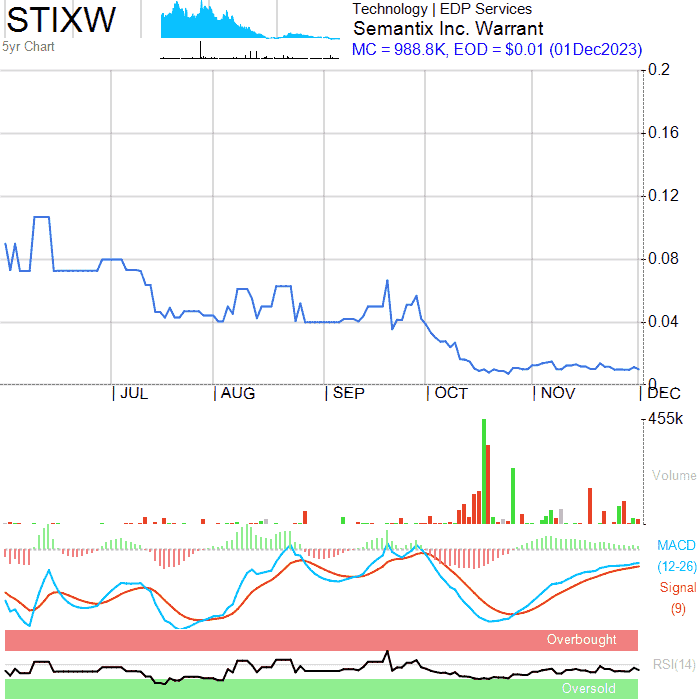 STIXW
5yr Chart
Technology | EDP Services
Semantix Inc. Warrant
MC = 988.8K, EOD = $0.01 (01Dec2023)
0.2
0.16
0.12
0.08
0.04
0
JUL
AUG
SEP
OCT
NOV
DEC
455k
Volume
MACD
(12-26)
Signal
(9)
Overbought
RSI(14)
Oversold